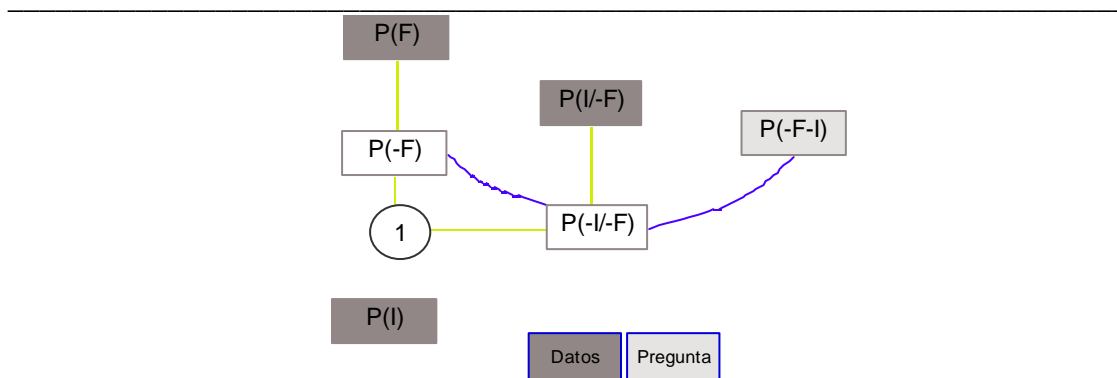 P(F)
P(I/-F)
P(-F-I)
P(-F)
P(-I/-F)
1
P(I)
Datos
Pregunta